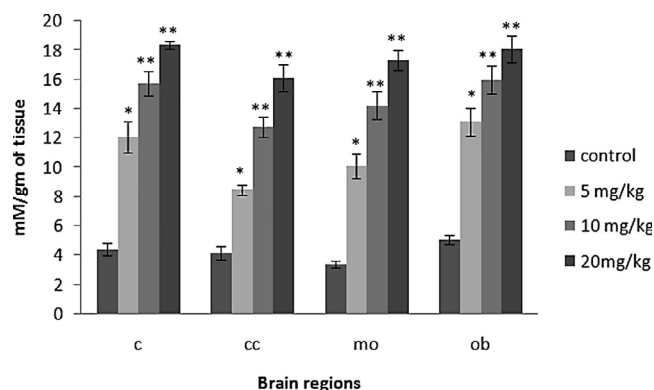 mM/gm of tissue
20
18
16
14
12
10
8
6
4
2
0
* ** **
* ** **
* ** **
* ** **
c cc mo ob
Brain regions
control
5 mg/kg
10 mg/kg
20mg/kg